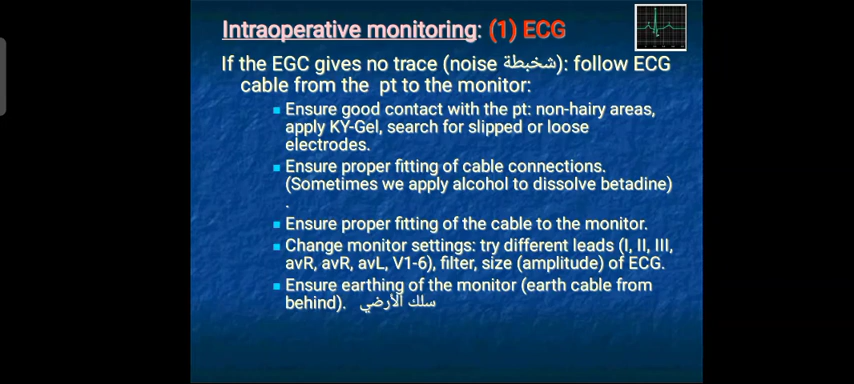 Intraoperative monitoring: (1) ECG
If the EGC gives no trace (noise شخبطة): follow ECG
cable from the pt to the monitor:
■ Ensure good contact with the pt: non-hairy areas,
apply KY-Gel, search for slipped or loose
electrodes.
■ Ensure proper fitting of cable connections.
(Sometimes we apply alcohol to dissolve betadine)
.
■ Ensure proper fitting of the cable to the monitor.
■ Change monitor settings: try different leads (I, II, III,
avR, avR, avL, V1-6), filter, size (amplitude) of ECG.
■ Ensure earthing of the monitor (earth cable from
behind). سلك الأرضي